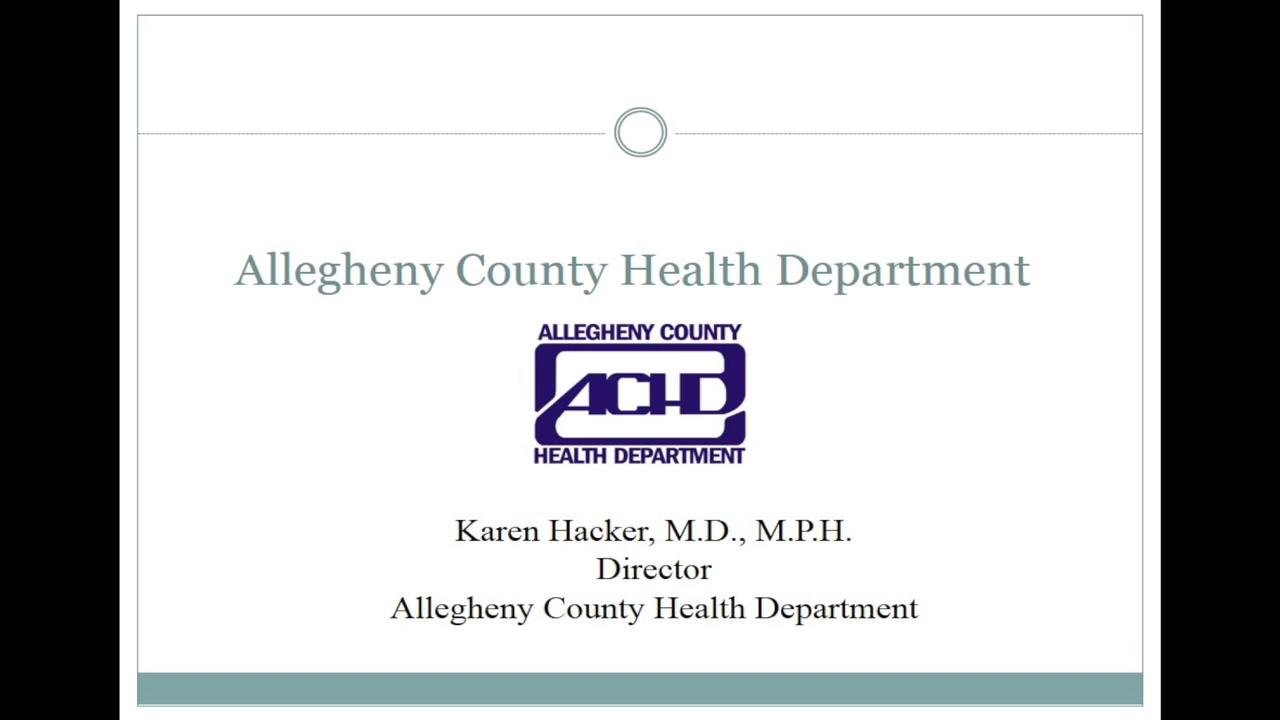 Allegheny County Health Department
ALLEGHENY COUNTY
ACHD
HEALTH DEPARTMENT
Karen Hacker, M.D., M.P.H.
Director
Allegheny County Health Department